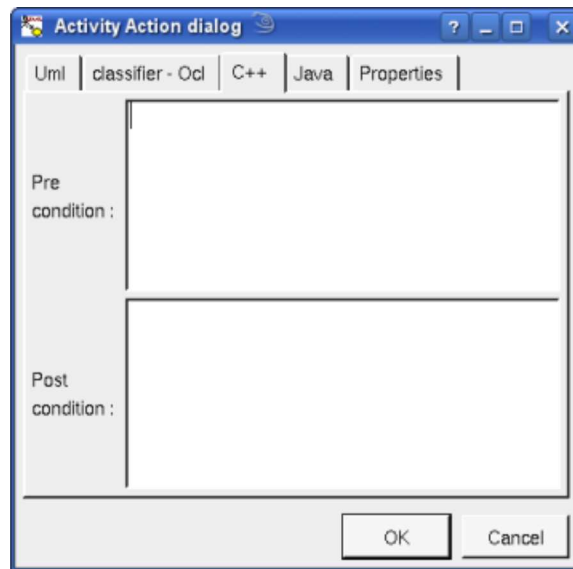 Activity Action dialog
Uml classifier - Ocl C++ Java Properties
Pre
condition :
Post
condition :
OK Cancel